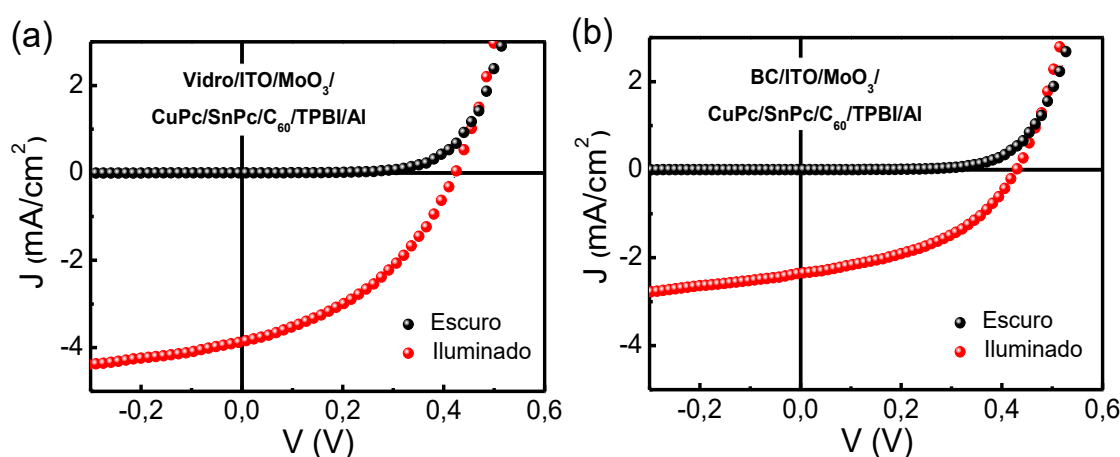 (a)
Vidro/ITO/MoO₃/
CuPc/SnPc/C₆₀/TPBI/Al
J (mA/cm²)
2
0
-2
-4
Escuro
Iluminado
-0,2
0,0
0,2
0,4
0,6
V (V)
(b)
BC/ITO/MoO₃/
CuPc/SnPc/C₆₀/TPBI/Al
J (mA/cm²)
2
0
-2
-4
Escuro
Iluminado
-0,2
0,0
0,2
0,4
0,6
V (V)